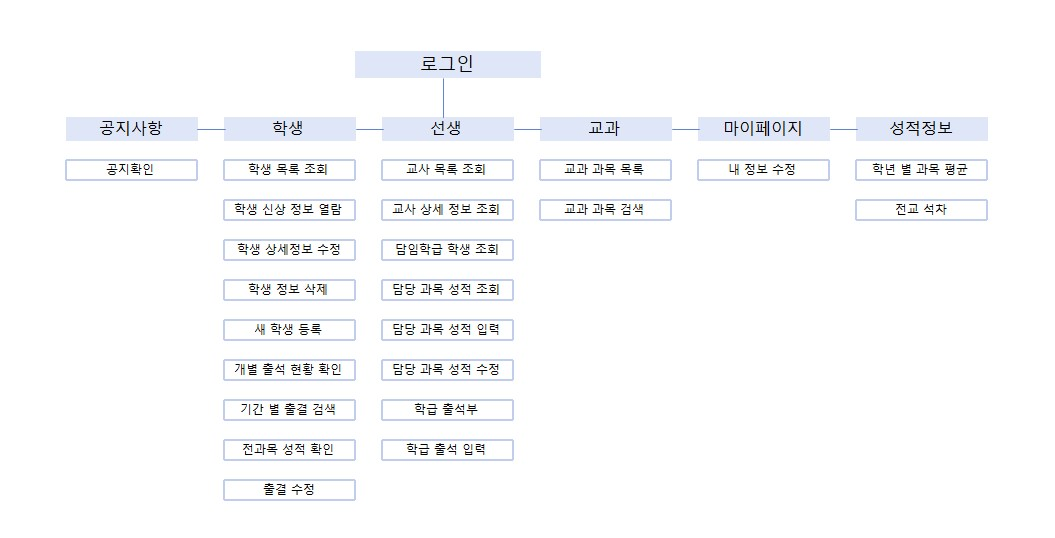 로그인
공지사항 학생 선생 교과 마이페이지 성적정보
공지확인 학생 목록 조회 교사 목록 조회 교과 과목 목록 내 정보 수정 학년 별 과목 평균
학생 신상 정보 열람 교사 상세 정보 조회 교과 과목 검색 전교 석차
학생 상세정보 수정 담임학급 학생 조회
학생 정보 삭제 담당 과목 성적 조회
새 학생 등록 담당 과목 성적 입력
개별 출석 현황 확인 담당 과목 성적 수정
기간 별 출결 검색 학급 출석부
전과목 성적 확인 학급 출석 입력
출결 수정